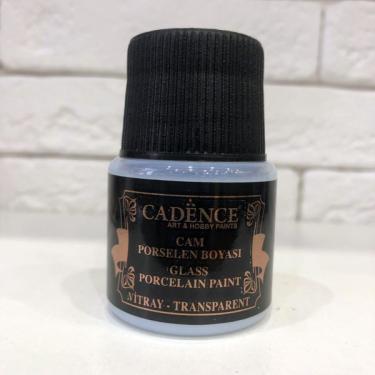 CADENCE
ART & HOBBY PAINTS
CAM
PORSELEN BOYASI
GLASS
PORCELAIN PAINT
VİTRAY - TRANSPARENT